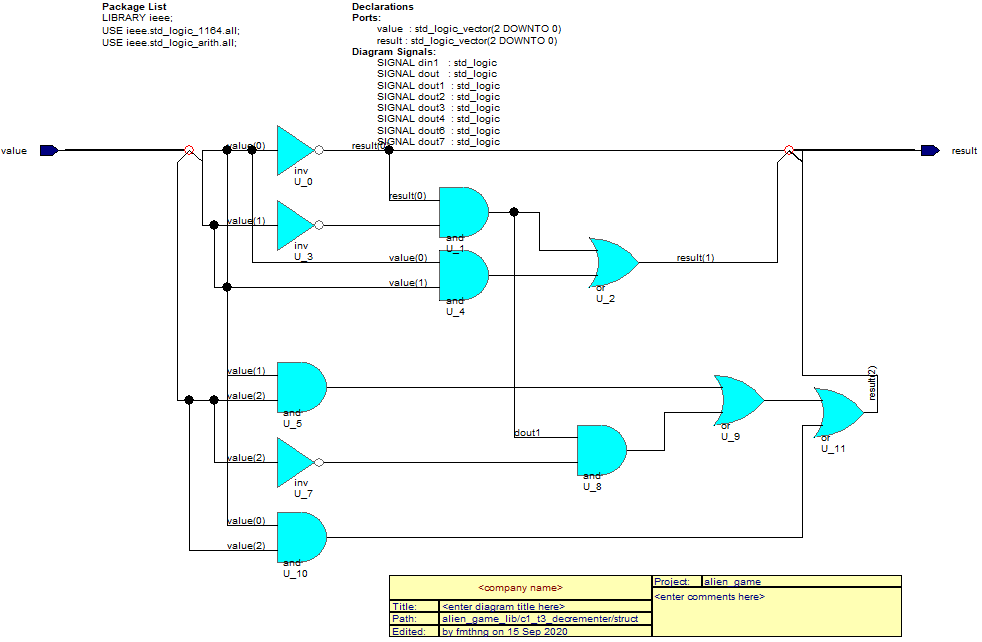 Package List
LIBRARY ieee;
USE ieee.std_logic_1164.all;
USE ieee.std_logic_arith.all;
Declarations
Ports:
value : std_logic_vector(2 DOWNTO 0)
result : std_logic_vector(2 DOWNTO 0)
Diagram Signals:
SIGNAL din1 : std_logic
SIGNAL dout : std_logic
SIGNAL dout1 : std_logic
SIGNAL dout2 : std_logic
SIGNAL dout3 : std_logic
SIGNAL dout4 : std_logic
SIGNAL dout6 : std_logic
SIGNAL dout7 : std_logic
value
value(0)
result(0)
result
inv
U_0
result(0)
value(1)
inv
U_3
and
U_1
value(0)
value(1)
result(1)
and
U_4
or
U_2
value(1)
value(2)
and
U_5
result(2)
or
U_9
or
U_11
dout1
value(2)
inv
U_7
and
U_8
value(0)
value(2)
and
U_10
<company name>
Project: alien_game
<enter comments here>
Title: <enter diagram title here>
Path: alien_game_lib/c1_t3_decrementer/struct
Edited: by fmthng on 15 Sep 2020